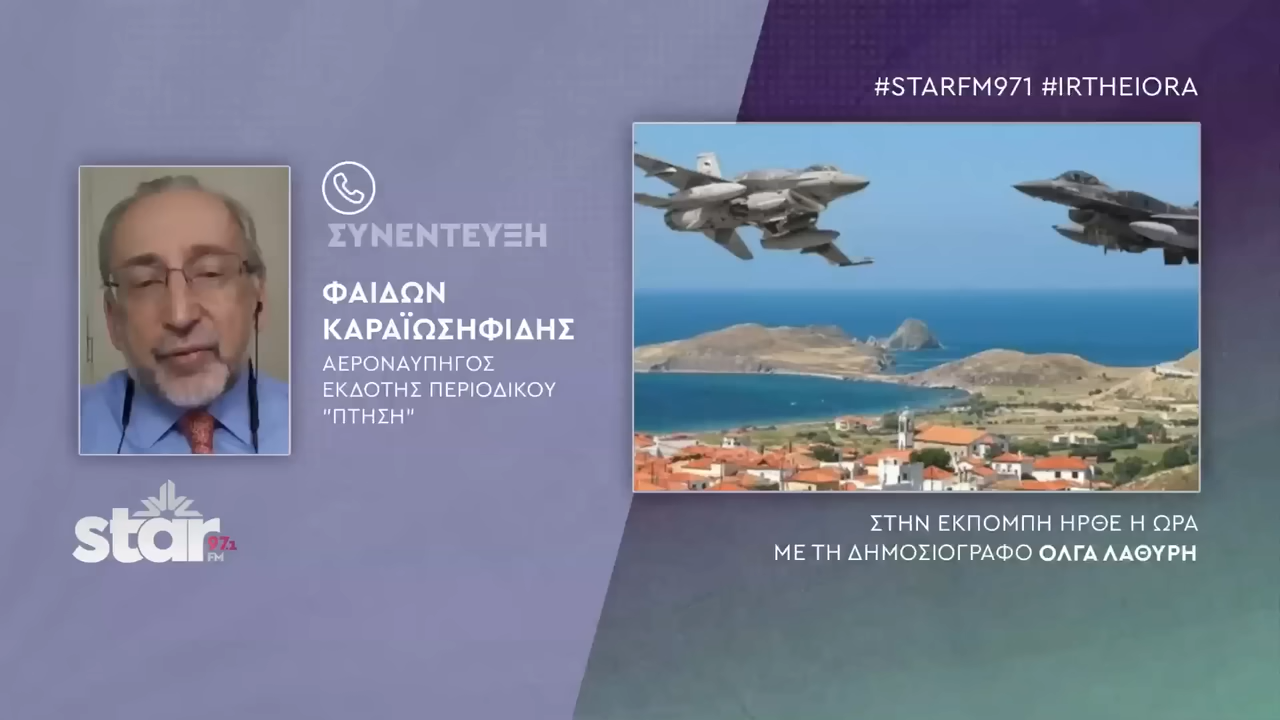 #STARFM971 #IRTHEIORA
ΣΥΝΕΝΤΕΥΞΗ
ΦΑΙΔΩΝ
ΚΑΡΑΪΩΣΗΦΙΔΗΣ
ΑΕΡΟΝΑΥΠΗΓΟΣ
ΕΚΔΟΤΗΣ ΠΕΡΙΟΔΙΚΟΥ
"ΠΤΗΣΗ"
star
97.1
FM
ΣΤΗΝ ΕΚΠΟΜΠΗ ΗΡΘΕ Η ΩΡΑ
ΜΕ ΤΗ ΔΗΜΟΣΙΟΓΡΑΦΟ ΟΛΓΑ ΛΑΘΥΡΗ